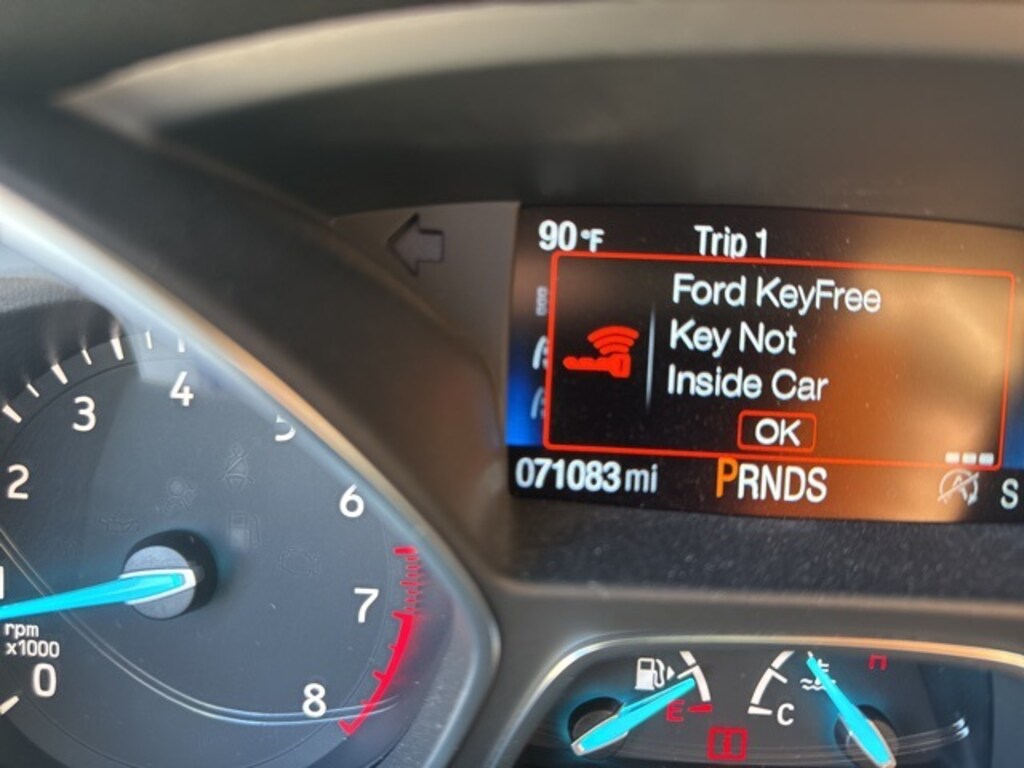 90°F Trip 1
Ford KeyFree
Key Not
Inside Car
OK
071083 mi PRNDS
S
4
3
5
2
6
7
rpm
x1000
0
8
E
C